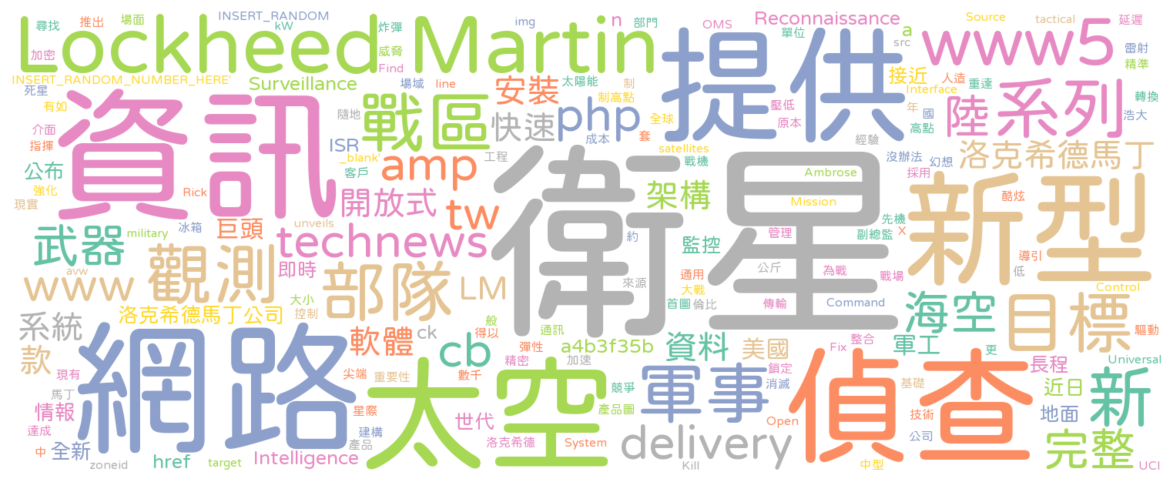 尋找 推出 場面 INSERT_RANDOM 炸彈 img 部門 OMS Reconnaissance 單位 a Source tactical 延遲
加密 kW 威脅 n src www5 雷射
Lockheed Martin Find 提供 接近 人造 精準
INSERT_RANDOM_NUMBER_HERE' Surveillance 場域 line 安裝 太陽能 制 Interface 重達 轉換
死星 制高點 壓低 原本 全球 年 國 浩大
有如 資訊 隨地 戰區 快速 php 成本 套 高點 陸系列
介面 指揮 ISR 經驗
公布 _blank' 客戶 amp 工程 satellites 戰機 沒辦法 幻想 洛克希德馬丁
強化 Rick 開放式 tw 衛星 架構 Ambrose 採用 新型
現實 巨頭 Mission 酷炫
武器 military unveils technews 約 監控 管理 先機 X 副總監
冰箱 觀測 即時 部隊 來源 公斤 通用 為戰 戰場 導引
www avw LM 大戰 低 目標
洛克希德馬丁公司 大小 控制 首圖 倫比 傳輸 Command 海空 Control
系統 網路 軟體 ck 般 得以 通訊 驅動
款 cb 彈性 a4b3f35b 資料 美國 Fix 整合 軍工 更
現有 尖端 重要性 精密 加速 鎖定 長程 Universal
馬丁 數千 太空 競爭 軍事 消滅 偵查 基礎 近日 新
情報 星際 世代 產品圖 技術 地面
達成 建構 洛克希德 System delivery Open 公司
中 全新 產品 完整
zoneid href target Intelligence Kill 中型 UCI